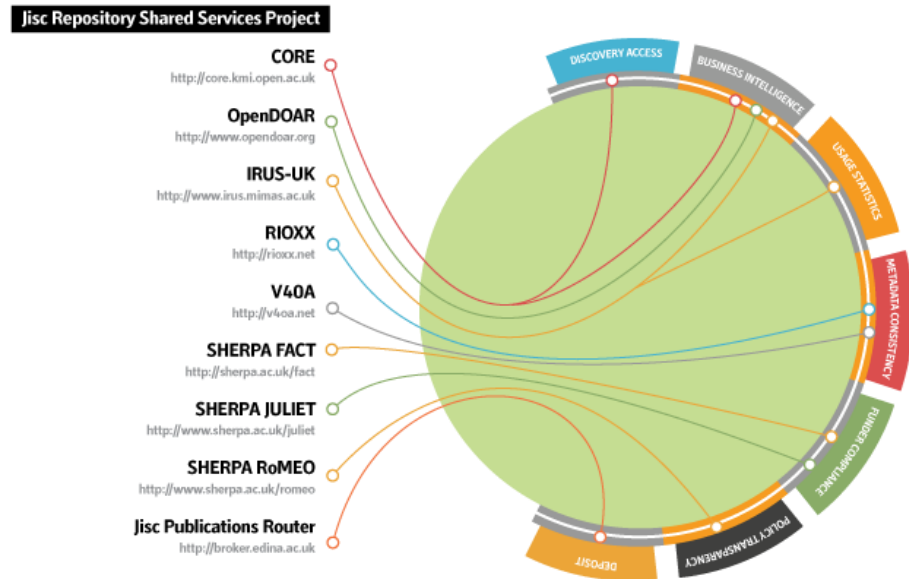 Jisc Repository Shared Services Project
CORE
http://core.kmi.open.ac.uk
OpenDOAR
http://www.opendoar.org
IRUS-UK
http://www.irus.mimas.ac.uk
RIOXX
http://rioxx.net
V4OA
http://v4oa.net
SHERPA FACT
http://sherpa.ac.uk/fact
SHERPA JULIET
http://www.sherpa.ac.uk/juliet
SHERPA RoMEO
http://www.sherpa.ac.uk/romeo
Jisc Publications Router
http://broker.edina.ac.uk
DISCOVERY ACCESS
BUSINESS INTELLIGENCE
USAGE STATISTICS
METADATA CONSISTENCY
FUNDER COMPLIANCE
POLICY TRANSPARENCY
DEPOSIT